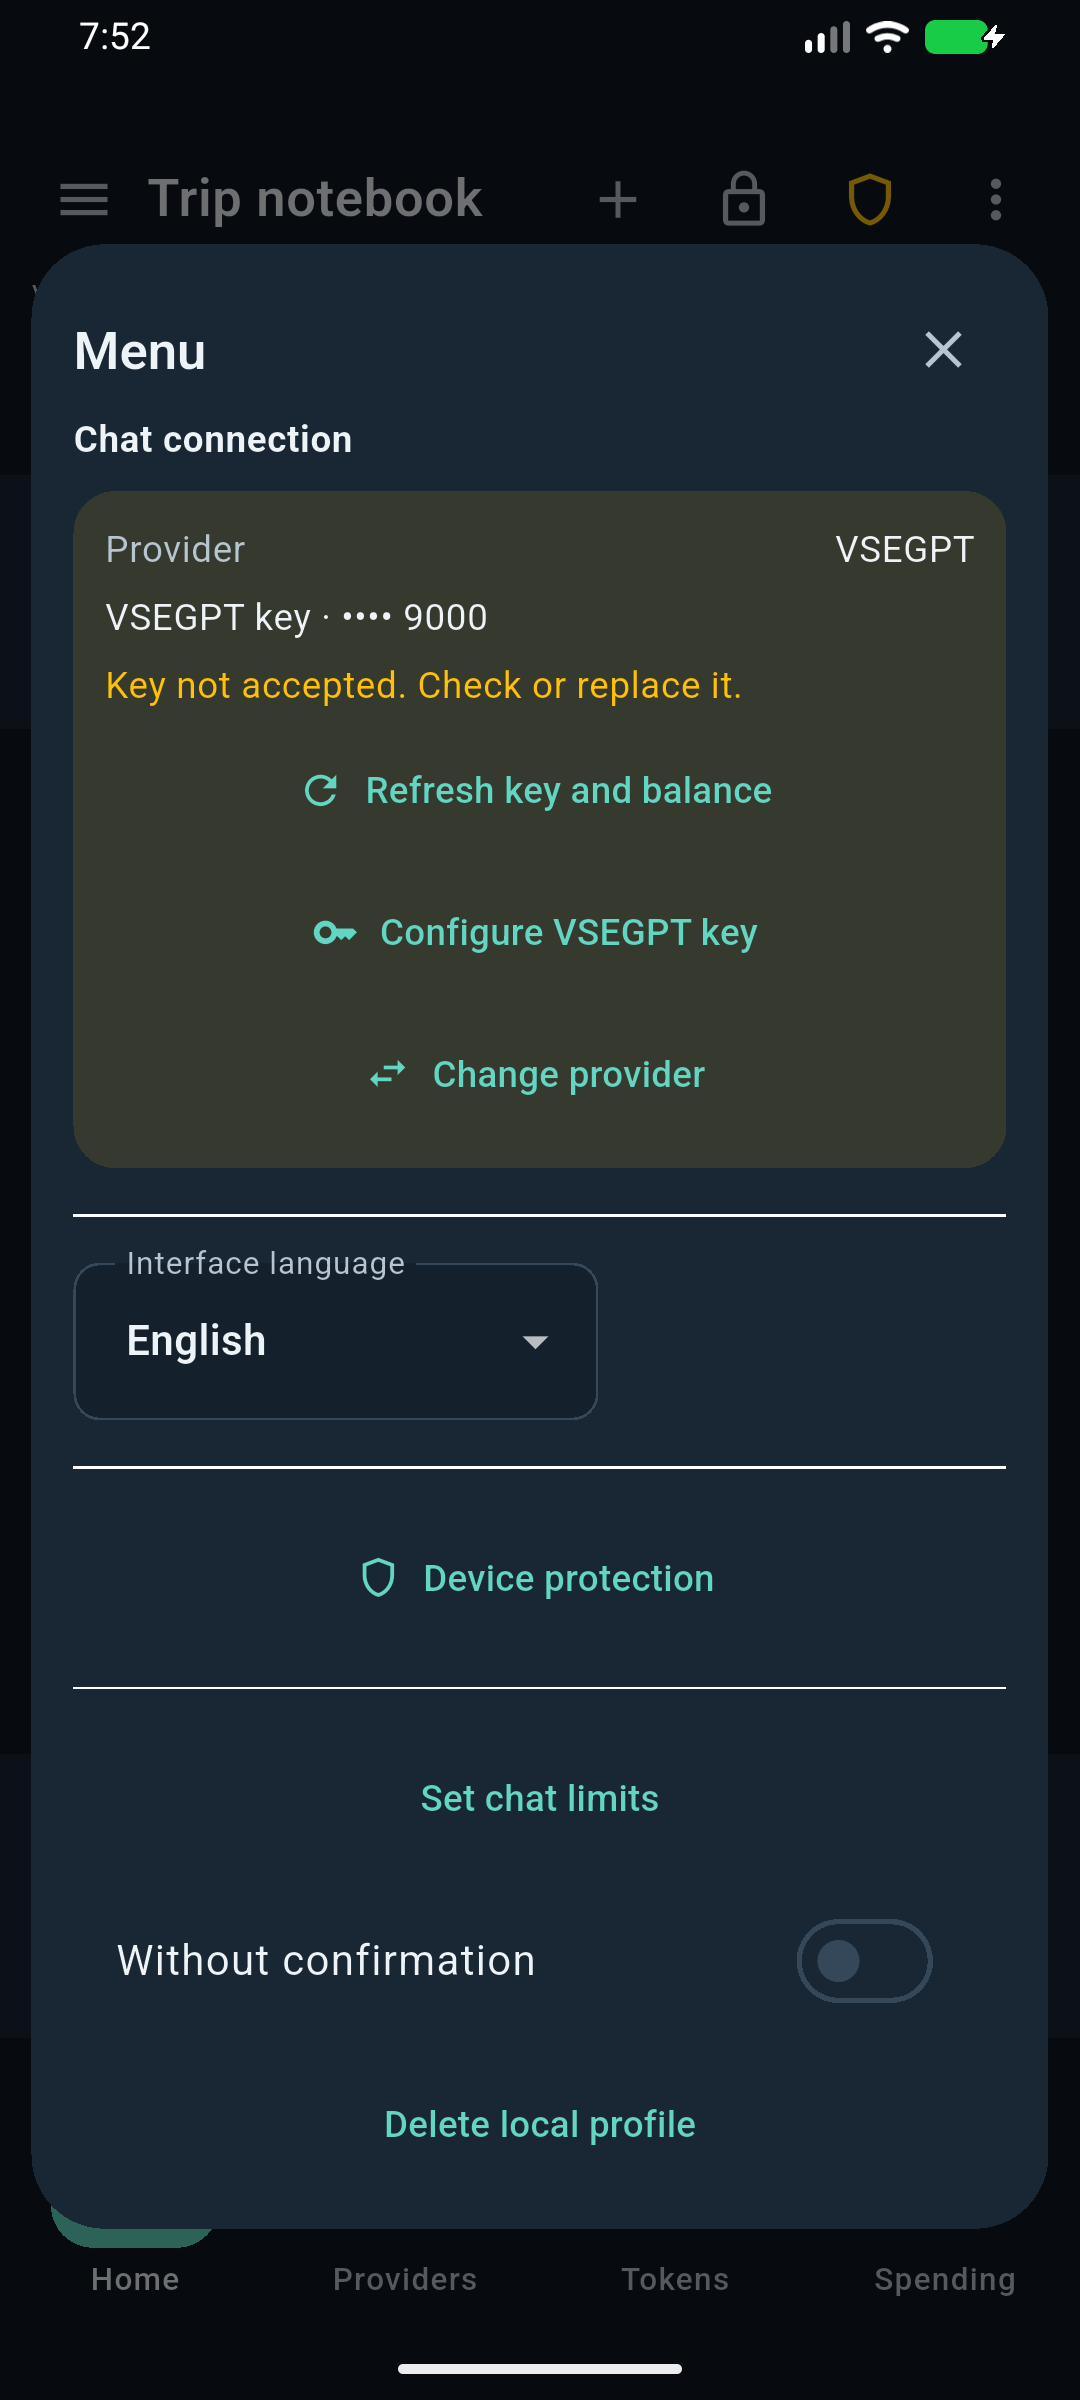 7:52
Trip notebook
Menu
Chat connection
Provider VSEGPT
VSEGPT key · •••• 9000
Key not accepted. Check or replace it.
Refresh key and balance
Configure VSEGPT key
Change provider
Interface language
English
Device protection
Set chat limits
Without confirmation
Delete local profile
Home Providers Tokens Spending